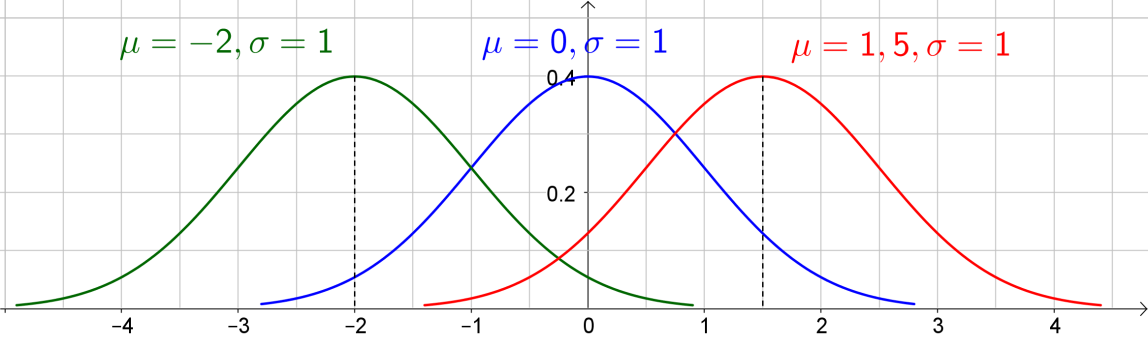 μ = −2, σ = 1
μ = 0, σ = 1
μ = 1, 5, σ = 1
0.4
0.2
−4 −3 −2 −1 0 1 2 3 4